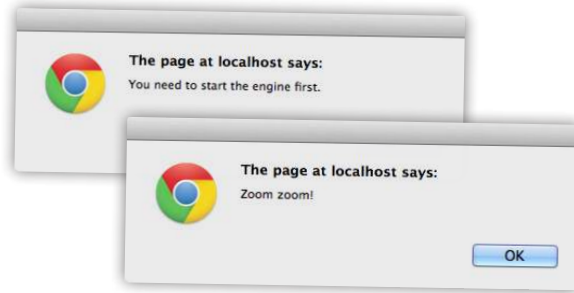 The page at localhost says:
You need to start the engine first.
The page at localhost says:
Zoom zoom!
OK